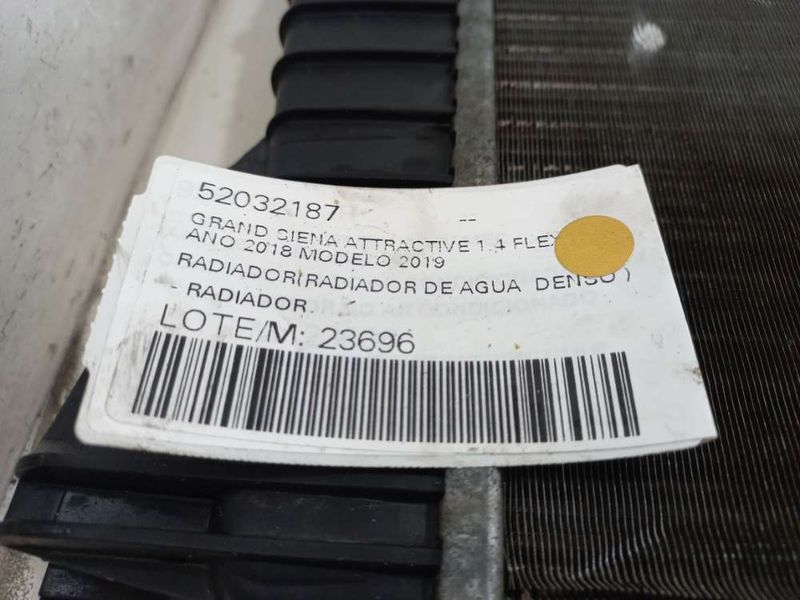 52032187 --
GRAND SIENA ATTRACTIVE 1.4 FLEX
ANO 2018 MODELO 2019
RADIADOR(RADIADOR DE AGUA DENSO )
- RADIADOR
LOTE/M: 23696